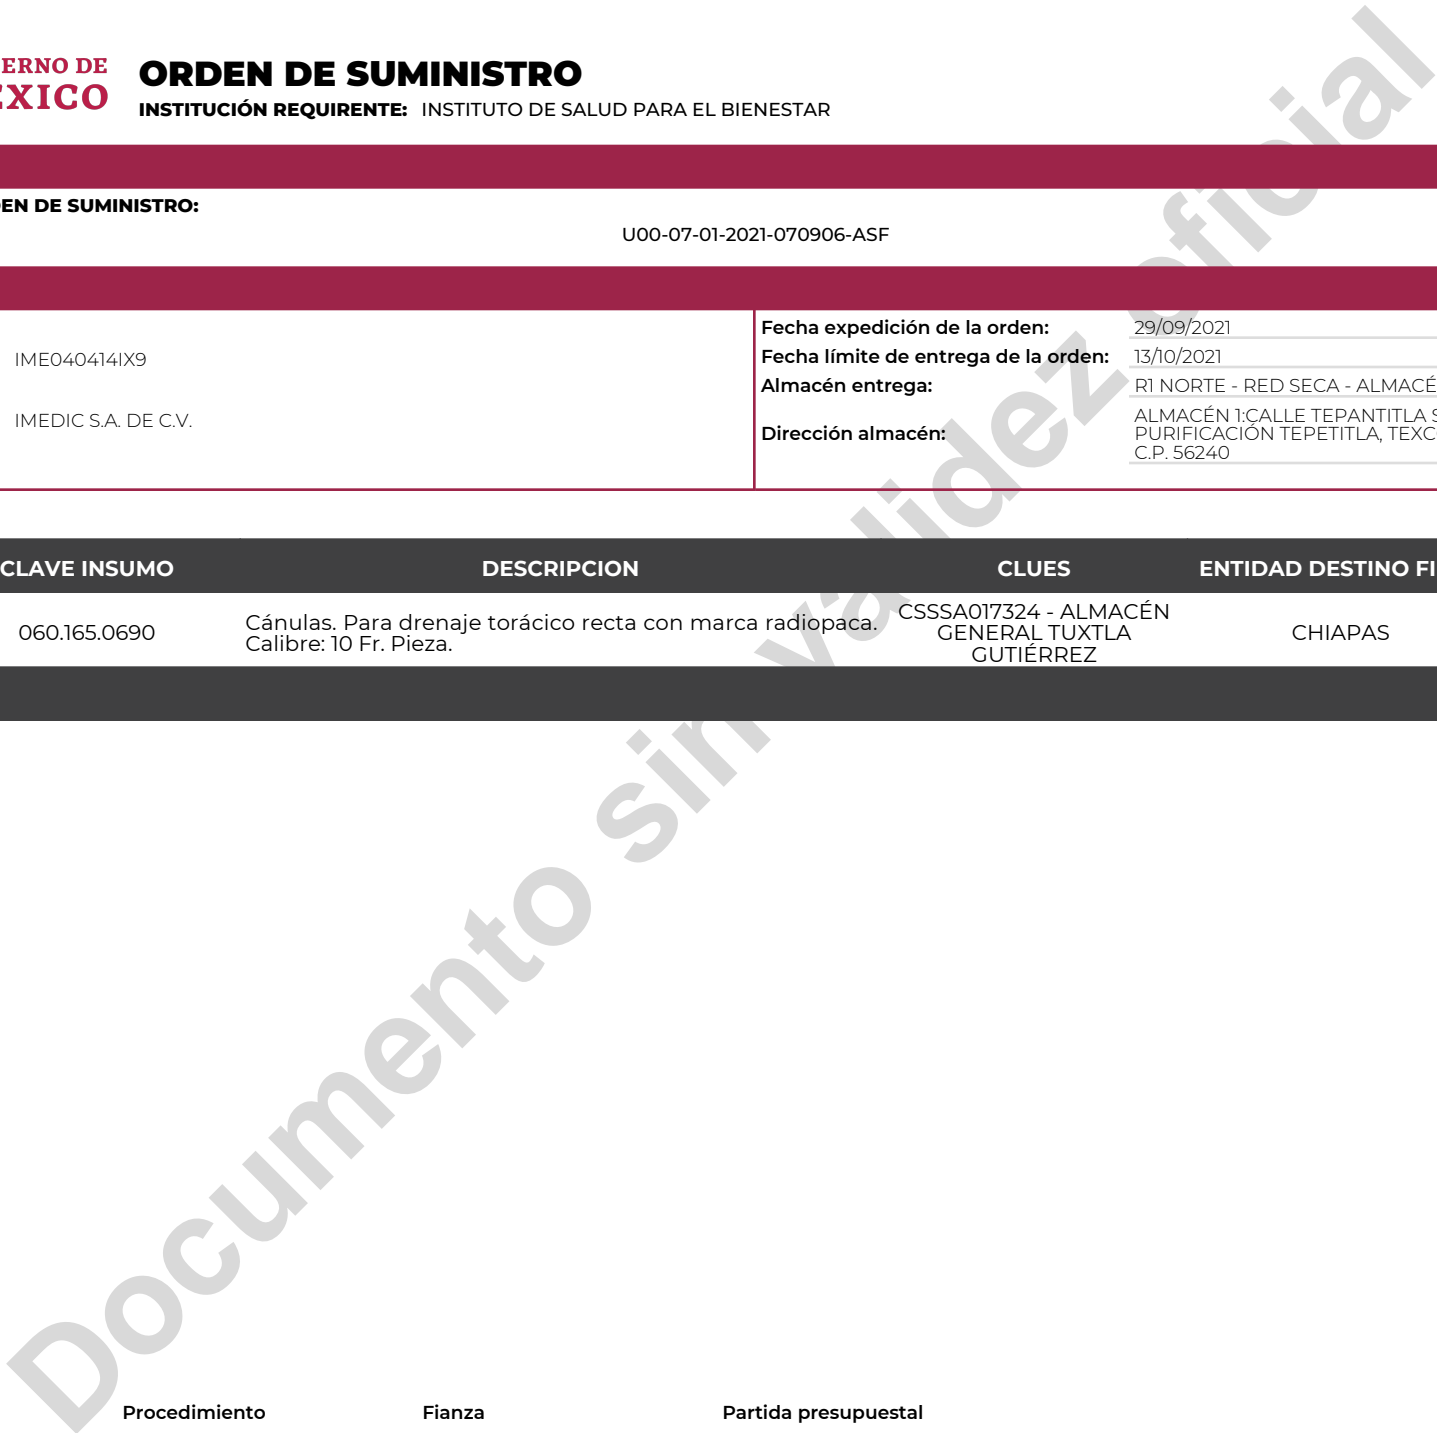 ERNO DE
EXICO
ORDEN DE SUMINISTRO
INSTITUCIÓN REQUIRENTE: INSTITUTO DE SALUD PARA EL BIENESTAR
EN DE SUMINISTRO:
U00-07-01-2021-070906-ASF
IME040414IX9
IMEDIC S.A. DE C.V.
Fecha expedición de la orden: 29/09/2021
Fecha límite de entrega de la orden: 13/10/2021
Almacén entrega: R1 NORTE - RED SECA - ALMACÉ
Dirección almacén: ALMACÉN 1:CALLE TEPANTITLA S
PURIFICACIÓN TEPETITLA, TEXC
C.P. 56240
CLAVE INSUMO DESCRIPCION CLUES ENTIDAD DESTINO FI
060.165.0690
Cánulas. Para drenaje torácico recta con marca radiopaca.
Calibre: 10 Fr. Pieza.
CSSSA017324 - ALMACÉN
GENERAL TUXTLA
GUTIÉRREZ
CHIAPAS
Documento sin validez oficial
Procedimiento Fianza Partida presupuestal